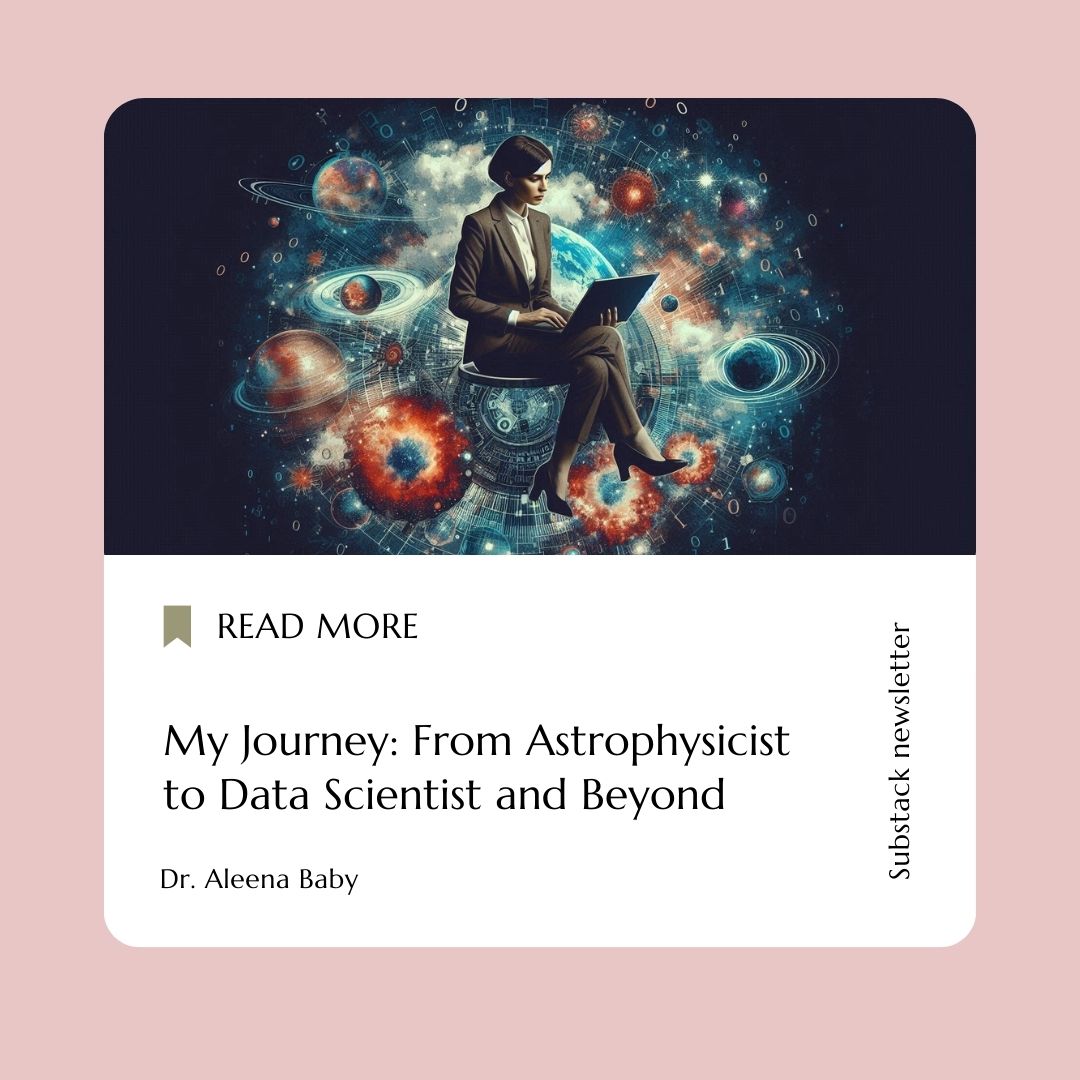 READ MORE
My Journey: From Astrophysicist
to Data Scientist and Beyond
Dr. Aleena Baby
Substack newsletter